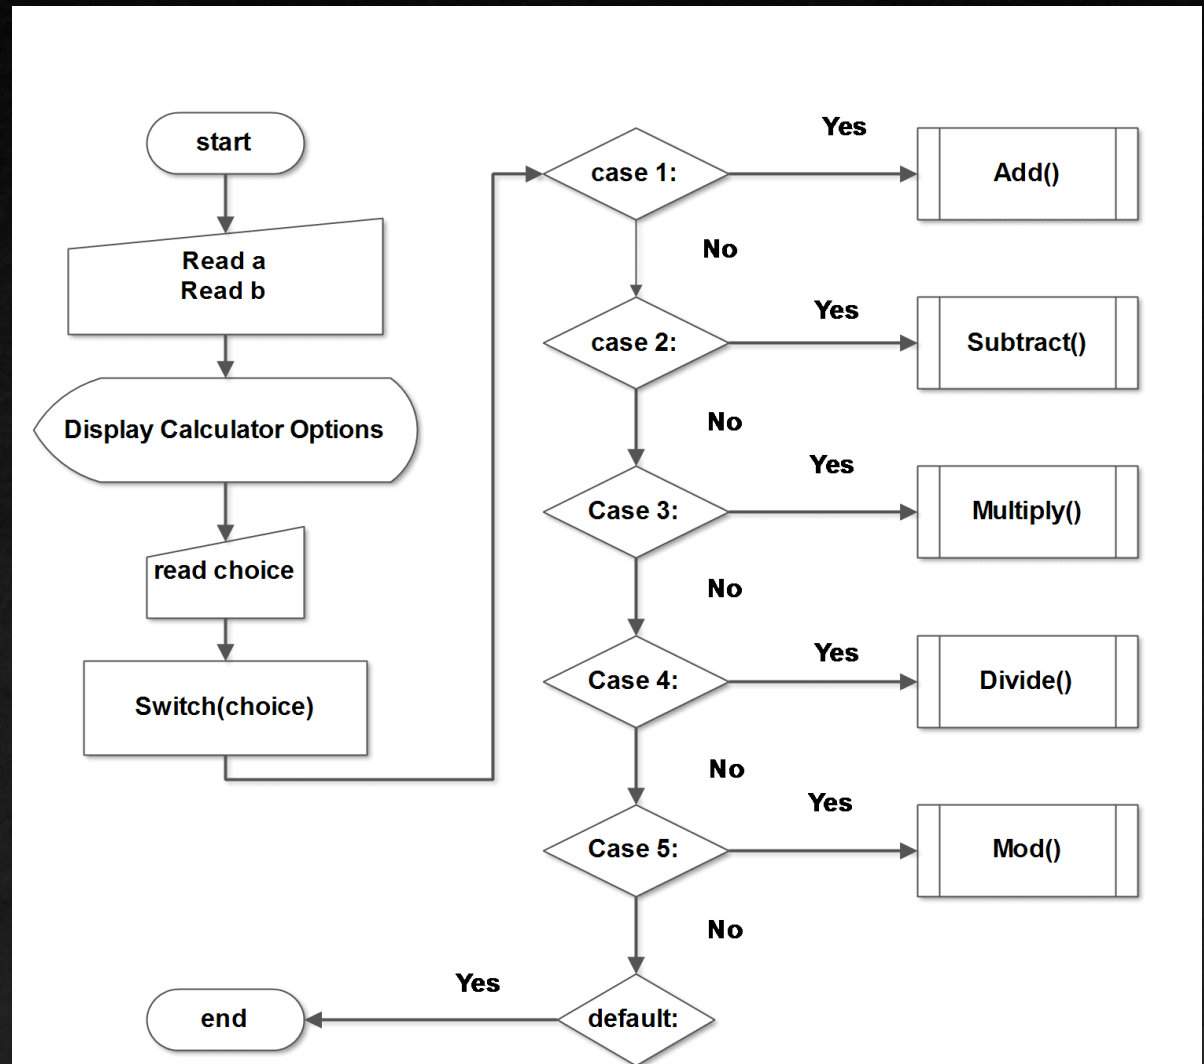 start
Read a
Read b
Display Calculator Options
read choice
Switch(choice)
case 1:
Yes
Add()
No
case 2:
Yes
Subtract()
No
Case 3:
Yes
Multiply()
No
Case 4:
Yes
Divide()
No
Case 5:
Yes
Mod()
No
default:
Yes
end